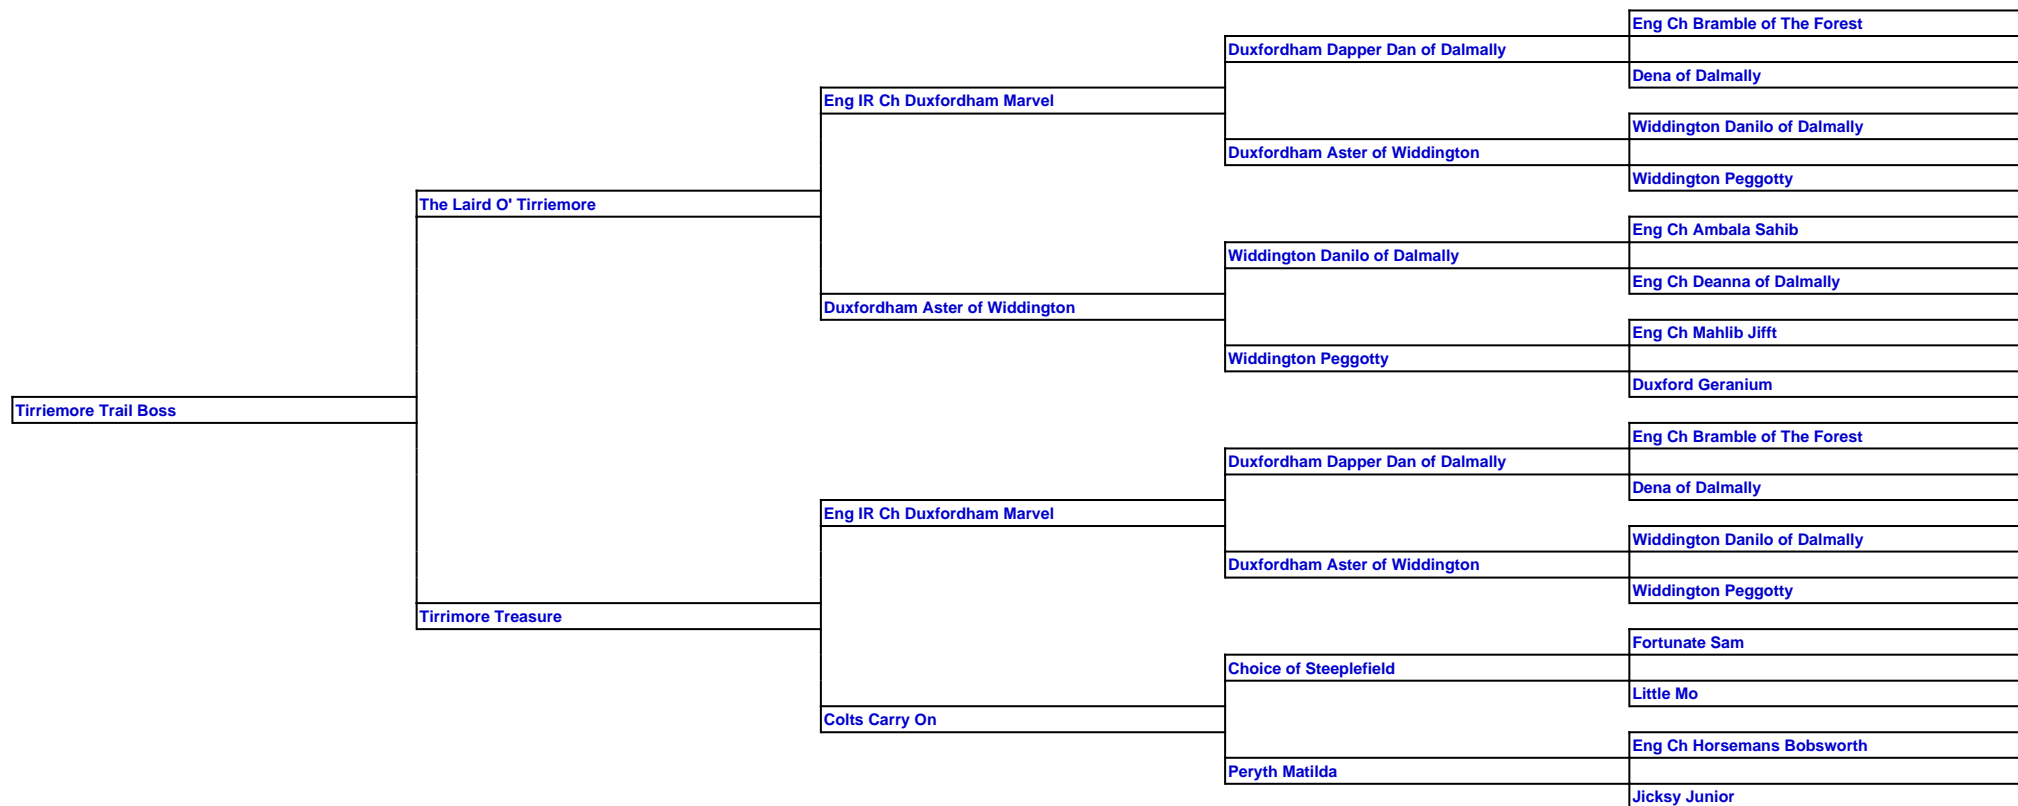 Eng Ch Bramble of The Forest
Duxfordham Dapper Dan of Dalmally
Dena of Dalmally
Eng IR Ch Duxfordham Marvel
Widdington Danilo of Dalmally
Duxfordham Aster of Widdington
Widdington Peggotty
The Laird O' Tirriemore
Eng Ch Ambala Sahib
Widdington Danilo of Dalmally
Eng Ch Deanna of Dalmally
Duxfordham Aster of Widdington
Eng Ch Mahlib Jifft
Widdington Peggotty
Duxford Geranium
Tirriemore Trail Boss
Eng Ch Bramble of The Forest
Duxfordham Dapper Dan of Dalmally
Dena of Dalmally
Eng IR Ch Duxfordham Marvel
Widdington Danilo of Dalmally
Duxfordham Aster of Widdington
Widdington Peggotty
Tirrimore Treasure
Fortunate Sam
Choice of Steeplefield
Little Mo
Colts Carry On
Eng Ch Horsemans Bobsworth
Peryth Matilda
Jicksy Junior